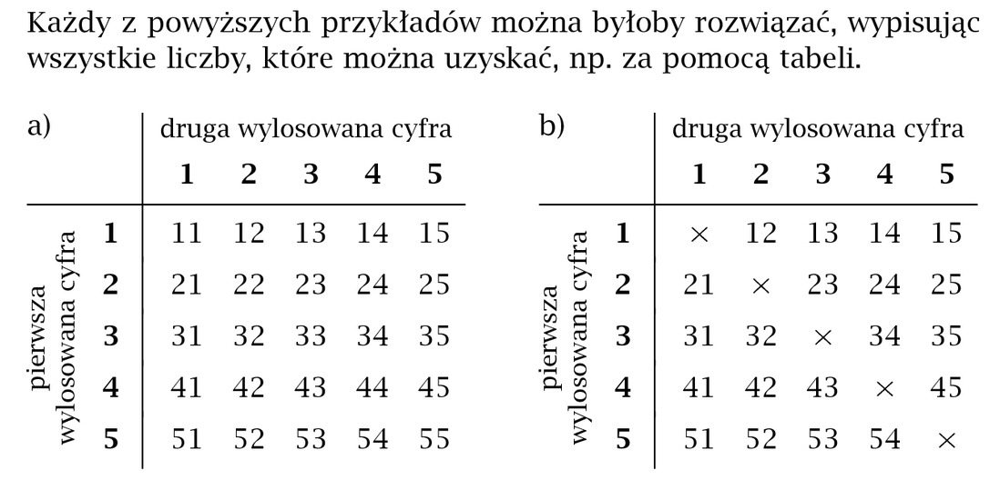 Każdy z powyższych przykładów można byłoby rozwiązać, wypisując
wszystkie liczby, które można uzyskać, np. za pomocą tabeli.
a)
druga wylosowana cyfra
1 2 3 4 5
pierwsza
wylosowana cyfra
1 11 12 13 14 15
2 21 22 23 24 25
3 31 32 33 34 35
4 41 42 43 44 45
5 51 52 53 54 55
b)
druga wylosowana cyfra
1 2 3 4 5
pierwsza
wylosowana cyfra
1 × 12 13 14 15
2 21 × 23 24 25
3 31 32 × 34 35
4 41 42 43 × 45
5 51 52 53 54 ×